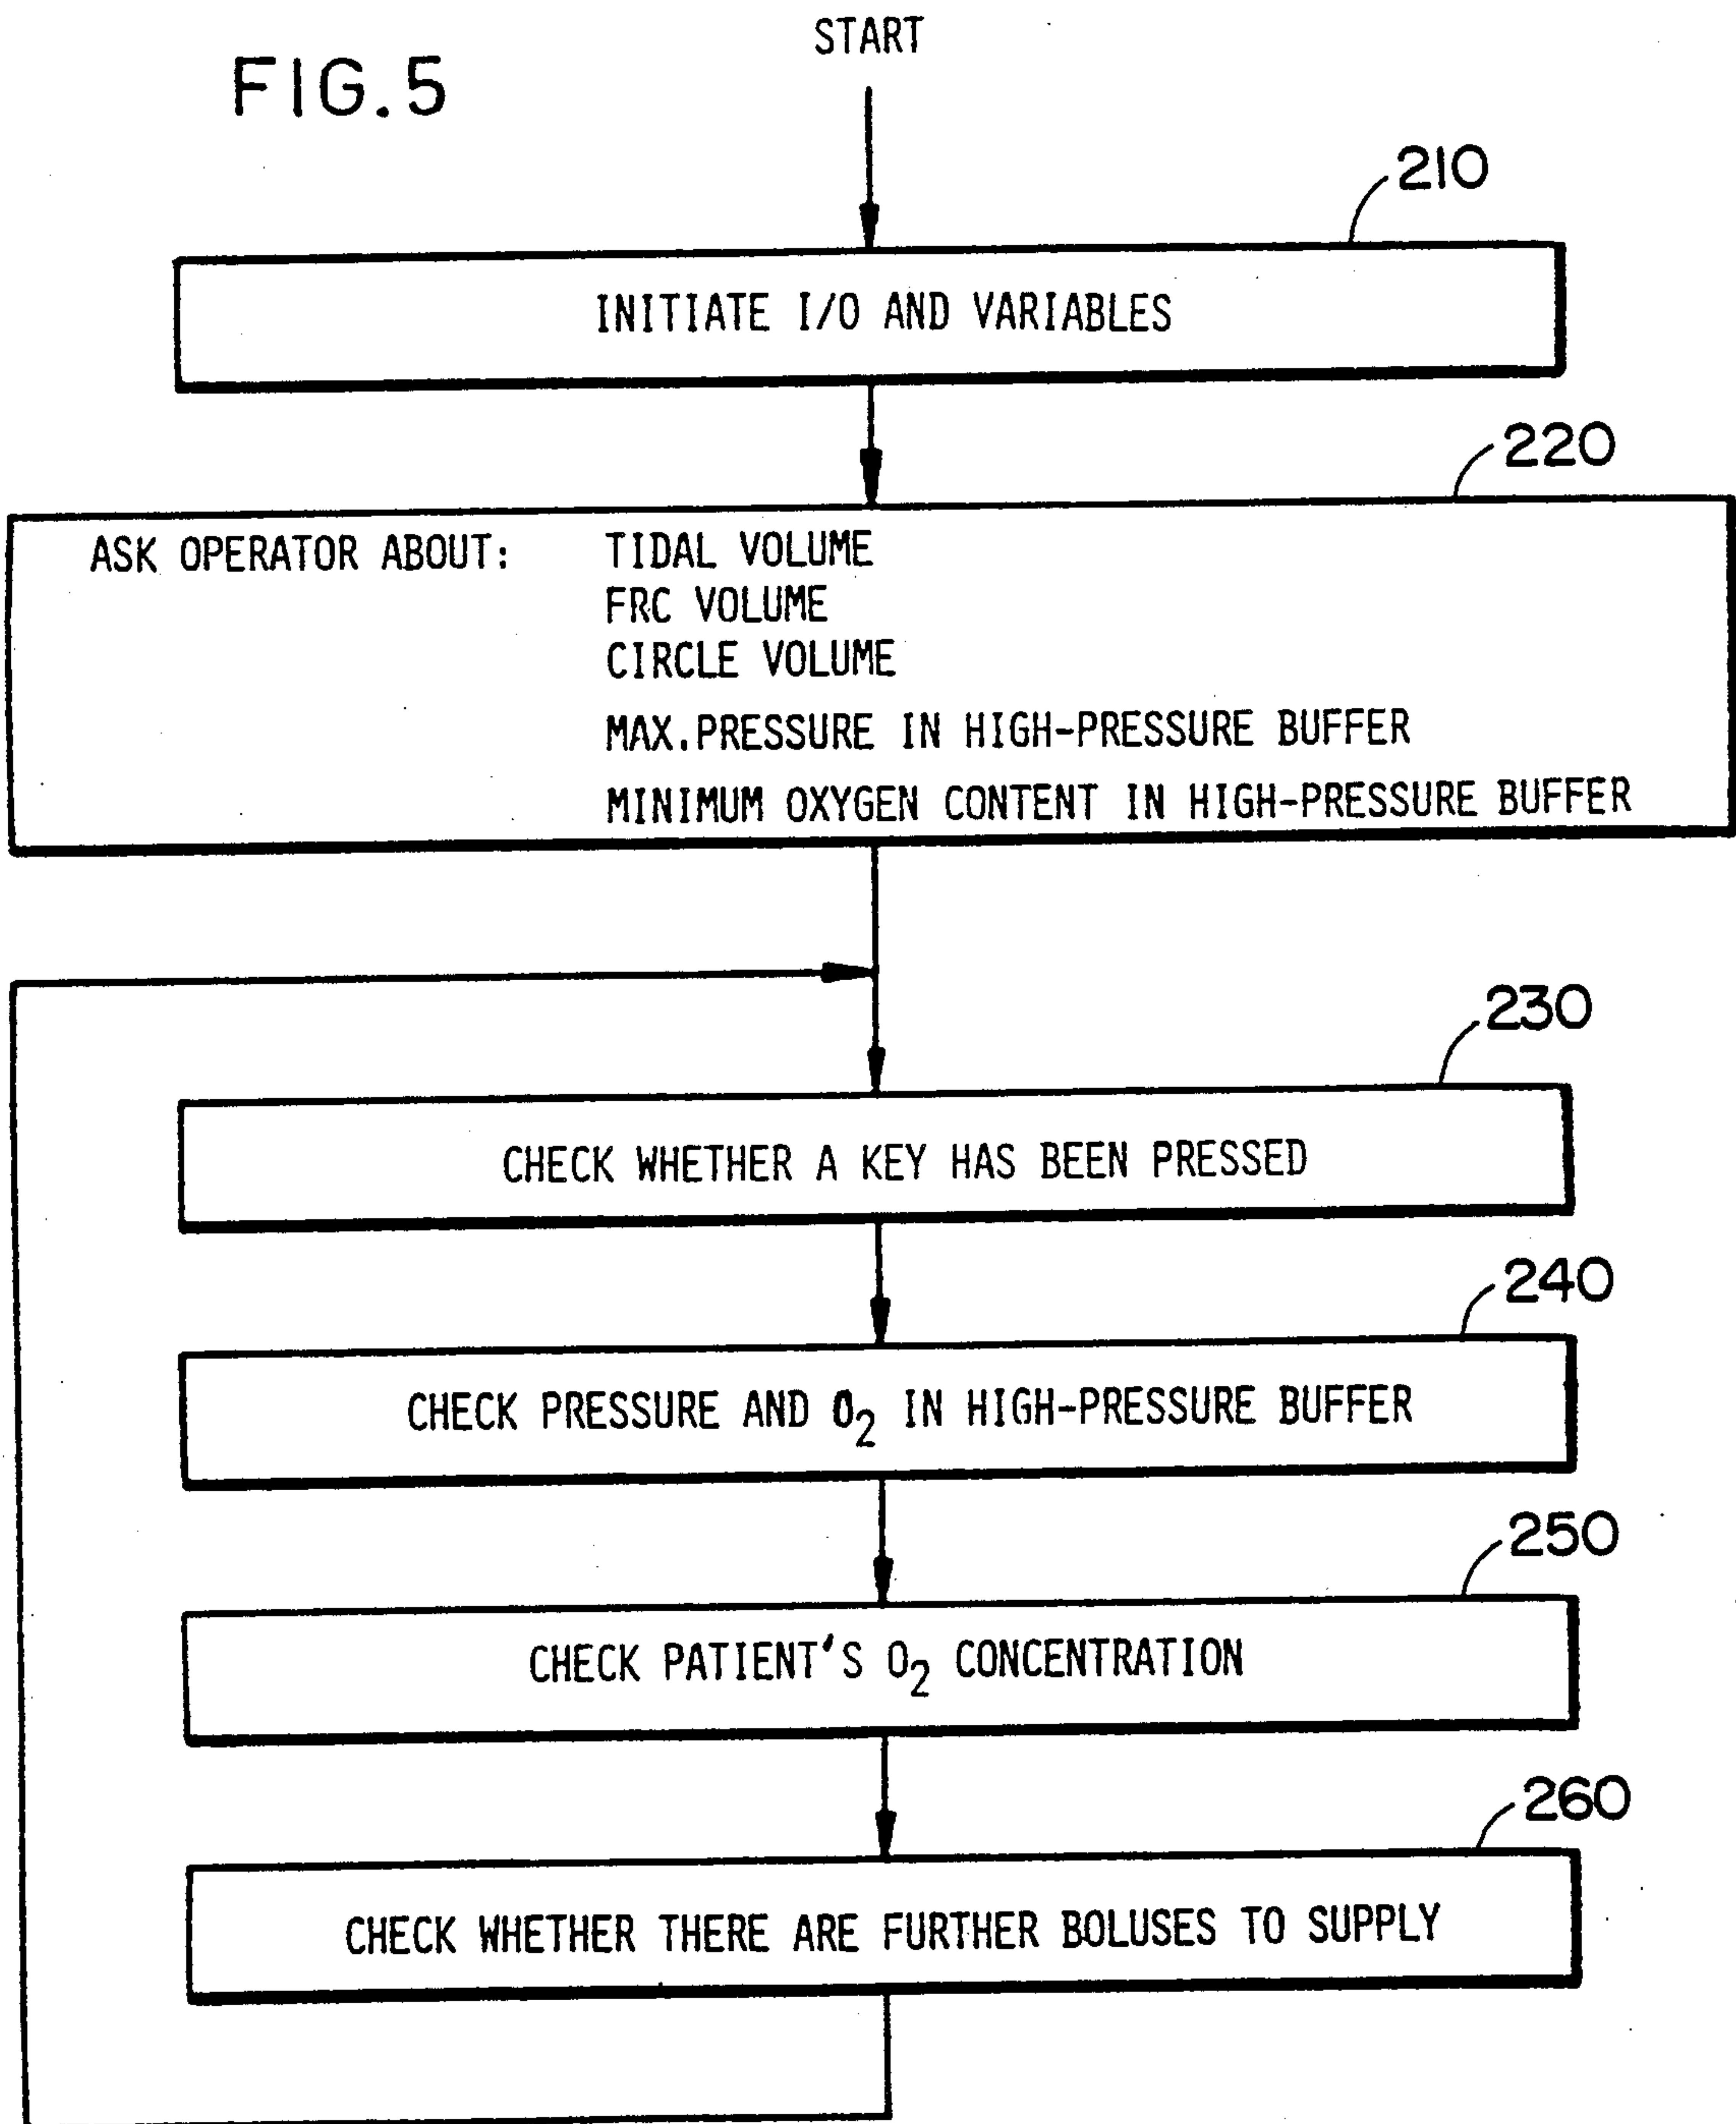 FIG.5
START
210
INITIATE I/O AND VARIABLES
220
ASK OPERATOR ABOUT: TIDAL VOLUME
FRC VOLUME
CIRCLE VOLUME
MAX.PRESSURE IN HIGH-PRESSURE BUFFER
MINIMUM OXYGEN CONTENT IN HIGH-PRESSURE BUFFER
230
CHECK WHETHER A KEY HAS BEEN PRESSED
240
CHECK PRESSURE AND O₂ IN HIGH-PRESSURE BUFFER
250
CHECK PATIENT'S O₂ CONCENTRATION
260
CHECK WHETHER THERE ARE FURTHER BOLUSES TO SUPPLY